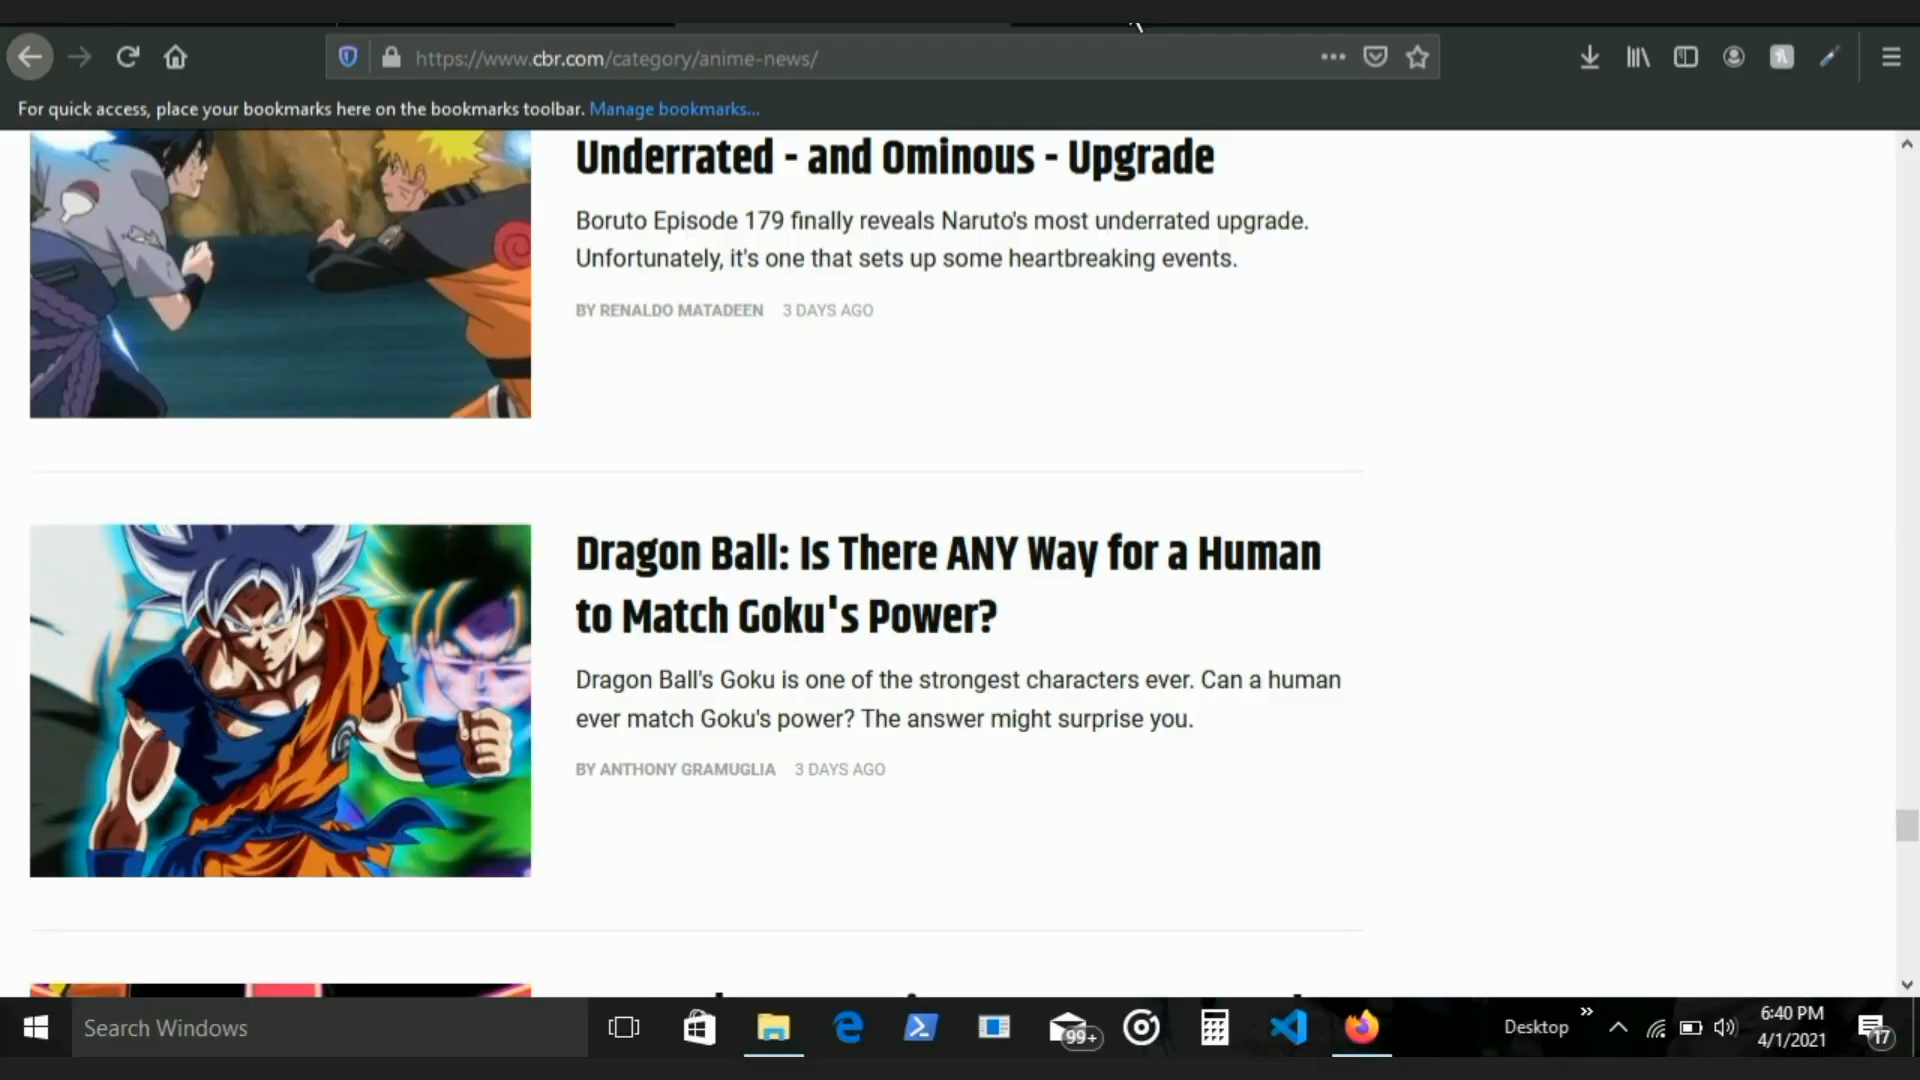 https://www.cbr.com/category/anime-news/
For quick access, place your bookmarks here on the bookmarks toolbar. Manage bookmarks...
Underrated - and Ominous - Upgrade
Boruto Episode 179 finally reveals Naruto's most underrated upgrade.
Unfortunately, it's one that sets up some heartbreaking events.
BY RENALDO MATADEEN 3 DAYS AGO
Dragon Ball: Is There ANY Way for a Human
to Match Goku's Power?
Dragon Ball's Goku is one of the strongest characters ever. Can a human
ever match Goku's power? The answer might surprise you.
BY ANTHONY GRAMUGLIA 3 DAYS AGO
Search Windows
99+
Desktop
6:40 PM
4/1/2021
17